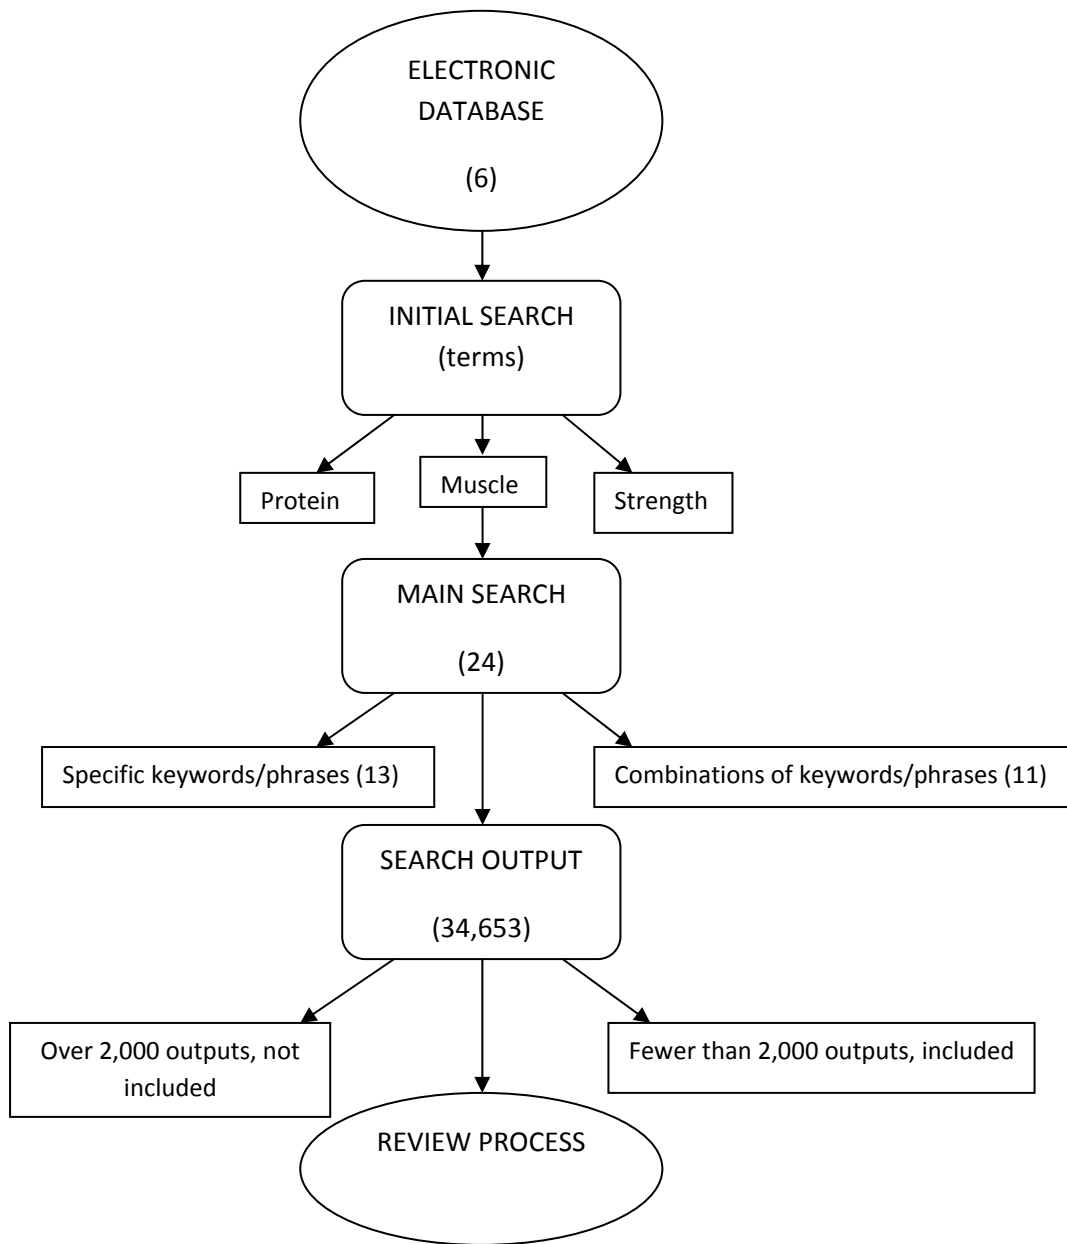 ELECTRONIC
DATABASE
(6)
INITIAL SEARCH
(terms)
Protein
Muscle
Strength
MAIN SEARCH
(24)
Specific keywords/phrases (13)
Combinations of keywords/phrases (11)
SEARCH OUTPUT
(34,653)
Over 2,000 outputs, not
included
Fewer than 2,000 outputs, included
REVIEW PROCESS